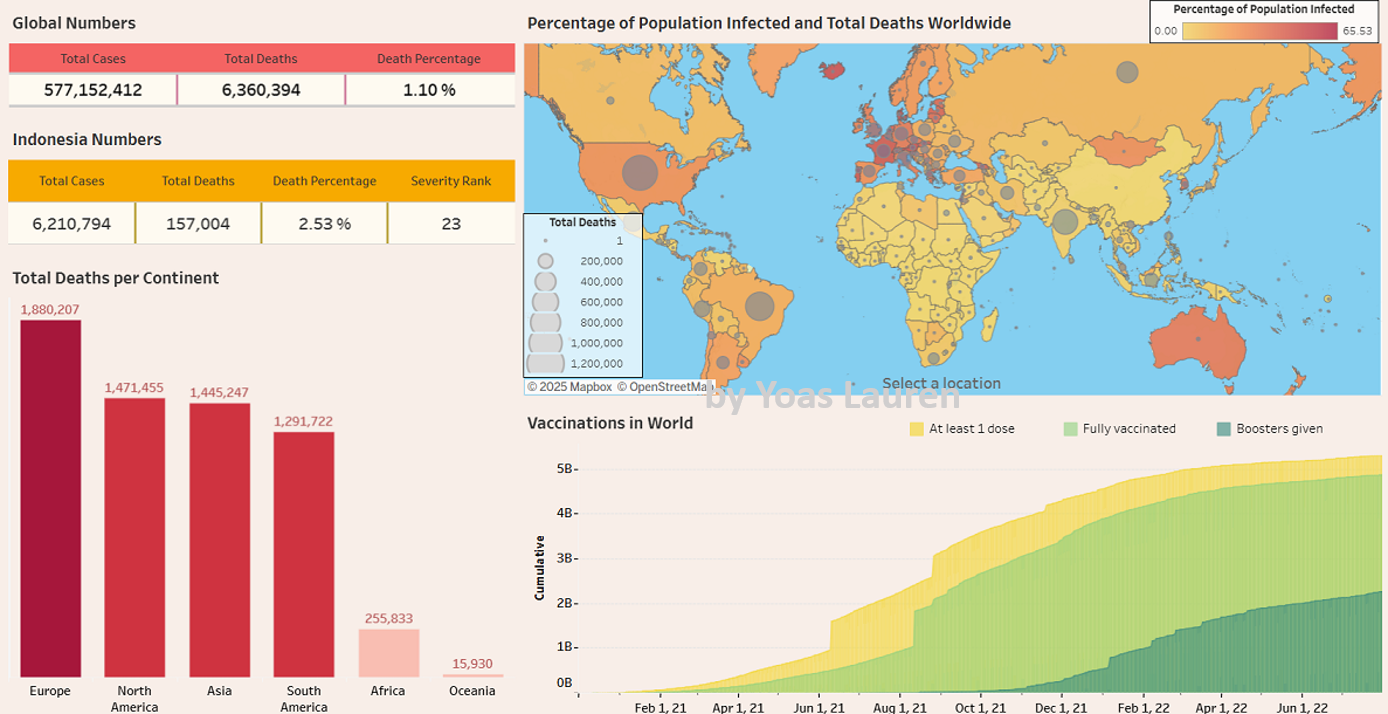 Global Numbers
Total Cases Total Deaths Death Percentage
577,152,412 6,360,394 1.10 %
Indonesia Numbers
Total Cases Total Deaths Death Percentage Severity Rank
6,210,794 157,004 2.53 % 23
Total Deaths per Continent
1,880,207
1,471,455
1,445,247
1,291,722
255,833
15,930
Europe North America Asia South America Africa Oceania
Percentage of Population Infected and Total Deaths Worldwide
Percentage of Population Infected
0.00 65.53
Total Deaths
1
200,000
400,000
600,000
800,000
1,000,000
1,200,000
© 2025 Mapbox © OpenStreetMap
Select a location
by Yoas Lauren
Vaccinations in World
At least 1 dose Fully vaccinated Boosters given
Cumulative
5B
4B
3B
2B
1B
0B
Feb 1, 21 Apr 1, 21 Jun 1, 21 Aug 1, 21 Oct 1, 21 Dec 1, 21 Feb 1, 22 Apr 1, 22 Jun 1, 22